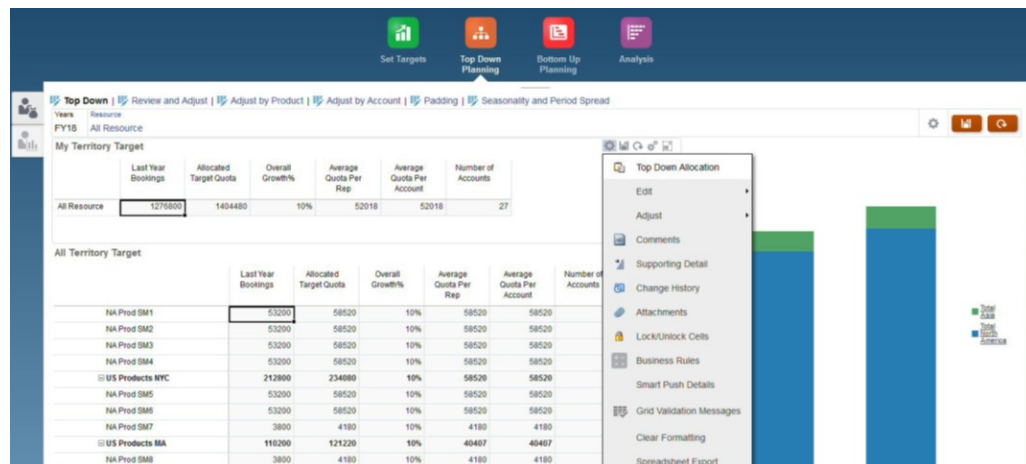 Set Targets
Top Down Planning
Bottom Up Planning
Analysis
Top Down | Review and Adjust | Adjust by Product | Adjust by Account | Padding | Seasonality and Period Spread
Years Resource
FY18 All Resource
My Territory Target
Last Year Bookings Allocated Target Quota Overall Growth% Average Quota Per Rep Average Quota Per Account Number of Accounts
All Resource 1276800 1404480 10% 52018 52018 27
All Territory Target
Last Year Bookings Allocated Target Quota Overall Growth% Average Quota Per Rep Average Quota Per Account Number of Accounts
NA Prod SM1 53200 58520 10% 58520 58520
NA Prod SM2 53200 58520 10% 58520 58520
NA Prod SM3 53200 58520 10% 58520 58520
NA Prod SM4 53200 58520 10% 58520 58520
US Products NYC 212800 234080 10% 58520 58520
NA Prod SM5 53200 58520 10% 58520 58520
NA Prod SM6 53200 58520 10% 58520 58520
NA Prod SM7 3800 4180 10% 4180 4180
US Products MA 110200 121220 10% 40407 40407
NA Prod SM8 3800 4180 10% 4180 4180
Top Down Allocation
Edit
Adjust
Comments
Supporting Detail
Change History
Attachments
Lock/Unlock Cells
Business Rules
Smart Push Details
Grid Validation Messages
Clear Formatting
Spreadsheet Export
Total Asia
Total North America